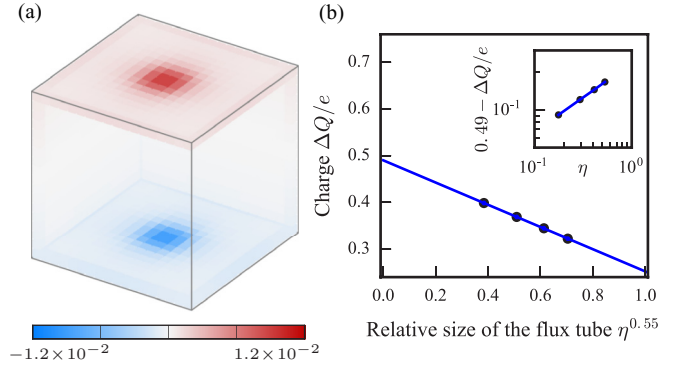 (a)
−1.2×10⁻²
1.2×10⁻²
(b)
Charge ΔQ/e
0.7
0.6
0.5
0.4
0.3
0.0
0.2
0.4
0.6
0.8
1.0
Relative size of the flux tube η^0.55
0.49 − ΔQ/e
10⁻¹
10⁻¹
η
10⁰